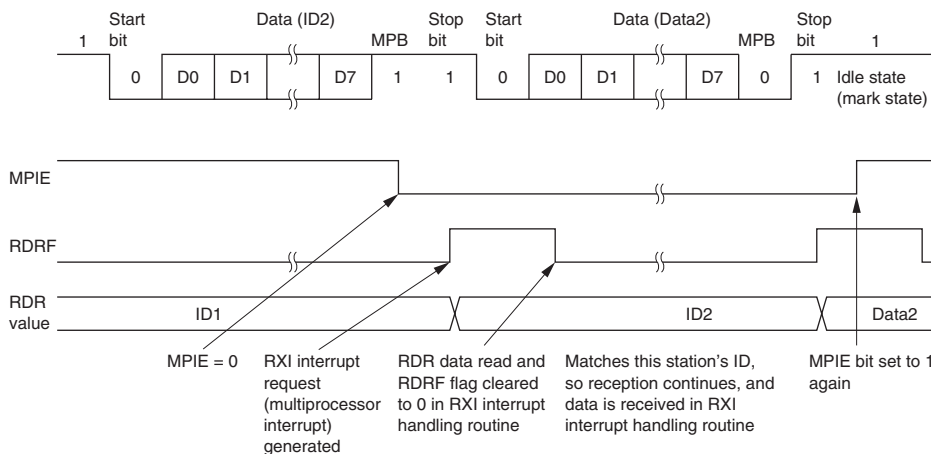 Start bit Data (ID2) MPB Stop bit Start bit Data (Data2) MPB Stop bit
1 1
0 D0 D1 D7 1 1 0 D0 D1 D7 0 1 Idle state (mark state)
MPIE
RDRF
RDR value ID1 ID2 Data2
MPIE = 0
RXI interrupt
request
(multiprocessor
interrupt)
generated
RDR data read and
RDRF flag cleared
to 0 in RXI interrupt
handling routine
Matches this station's ID,
so reception continues, and
data is received in RXI
interrupt handling routine
MPIE bit set to 1
again